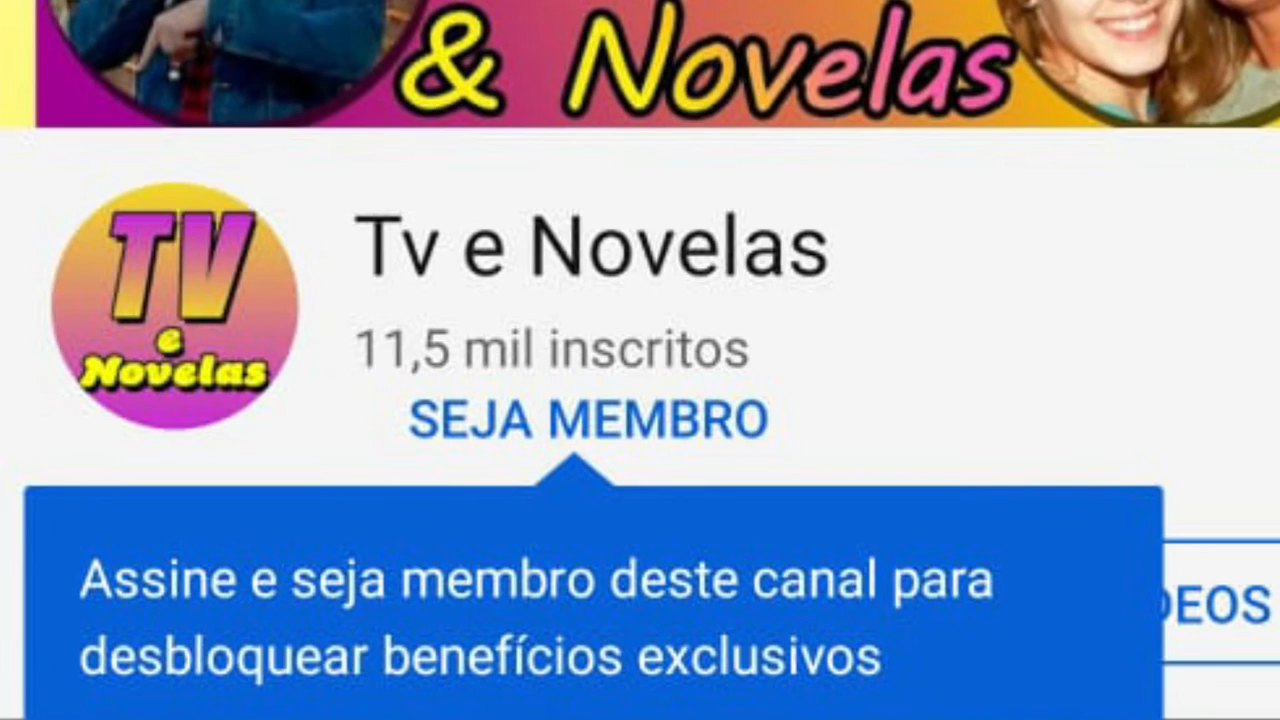 & Novelas
TV
e
Novelas
Tv e Novelas
11,5 mil inscritos
SEJA MEMBRO
Assine e seja membro deste canal para
desbloquear benefícios exclusivos
DEOS